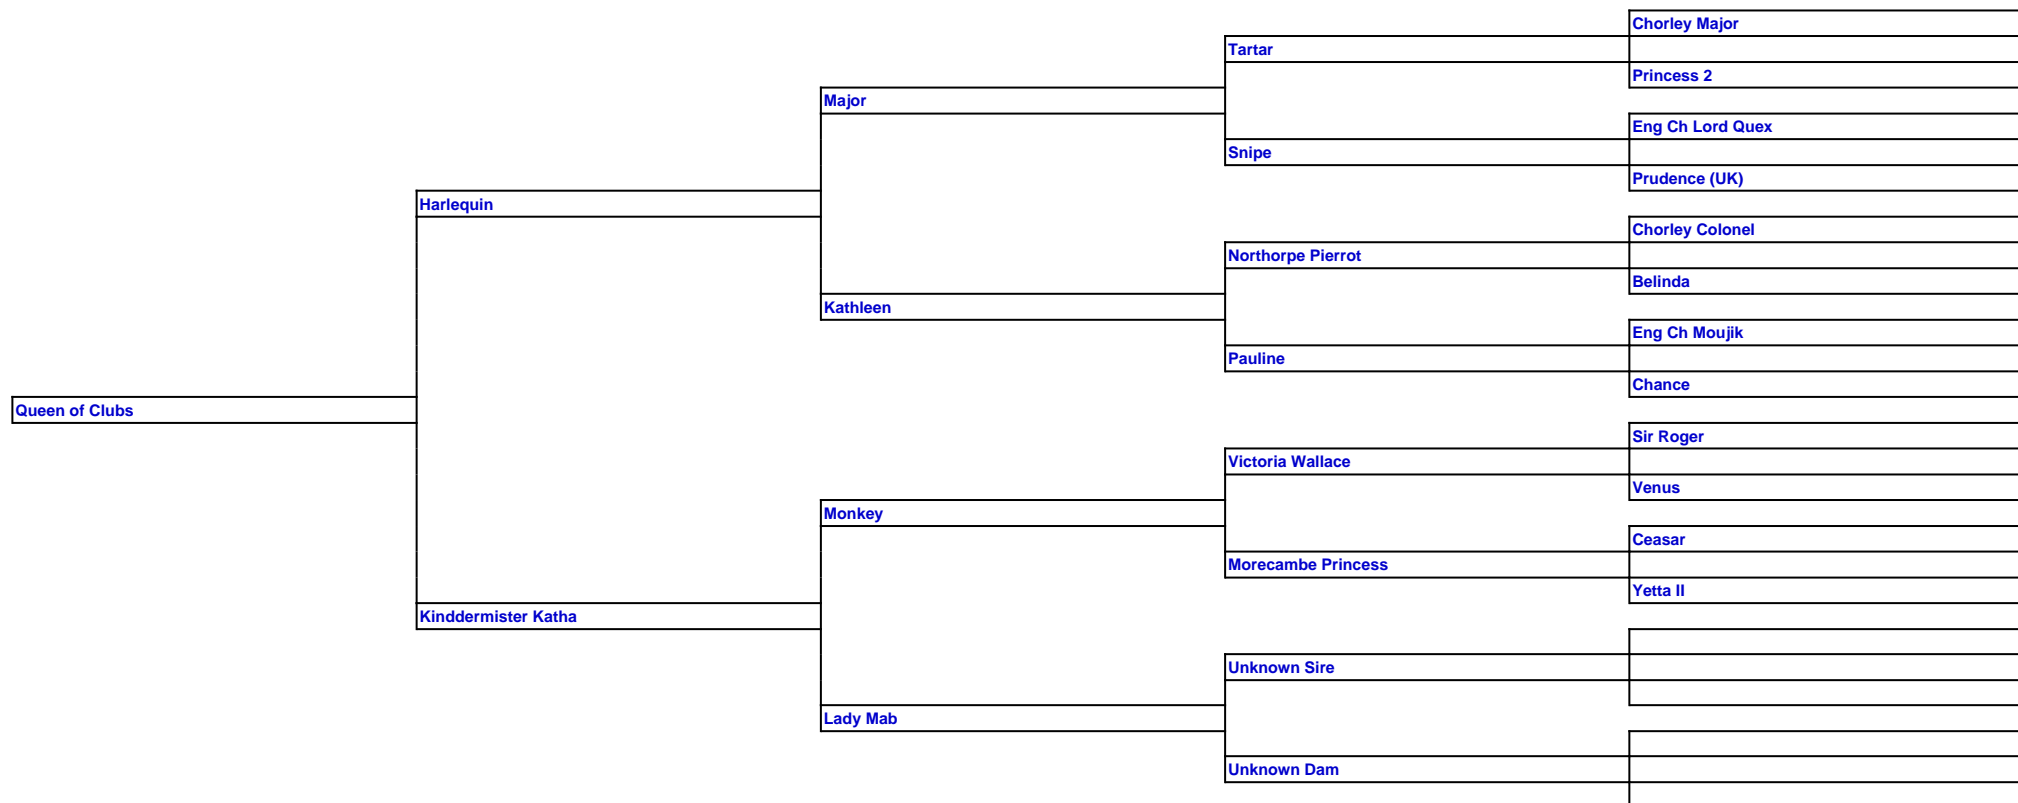 Chorley Major
Tartar
Princess 2
Major
Eng Ch Lord Quex
Snipe
Prudence (UK)
Harlequin
Chorley Colonel
Northorpe Pierrot
Belinda
Kathleen
Eng Ch Moujik
Pauline
Chance
Queen of Clubs
Sir Roger
Victoria Wallace
Venus
Monkey
Ceasar
Morecambe Princess
Yetta II
Kinddermister Katha
Unknown Sire
Lady Mab
Unknown Dam